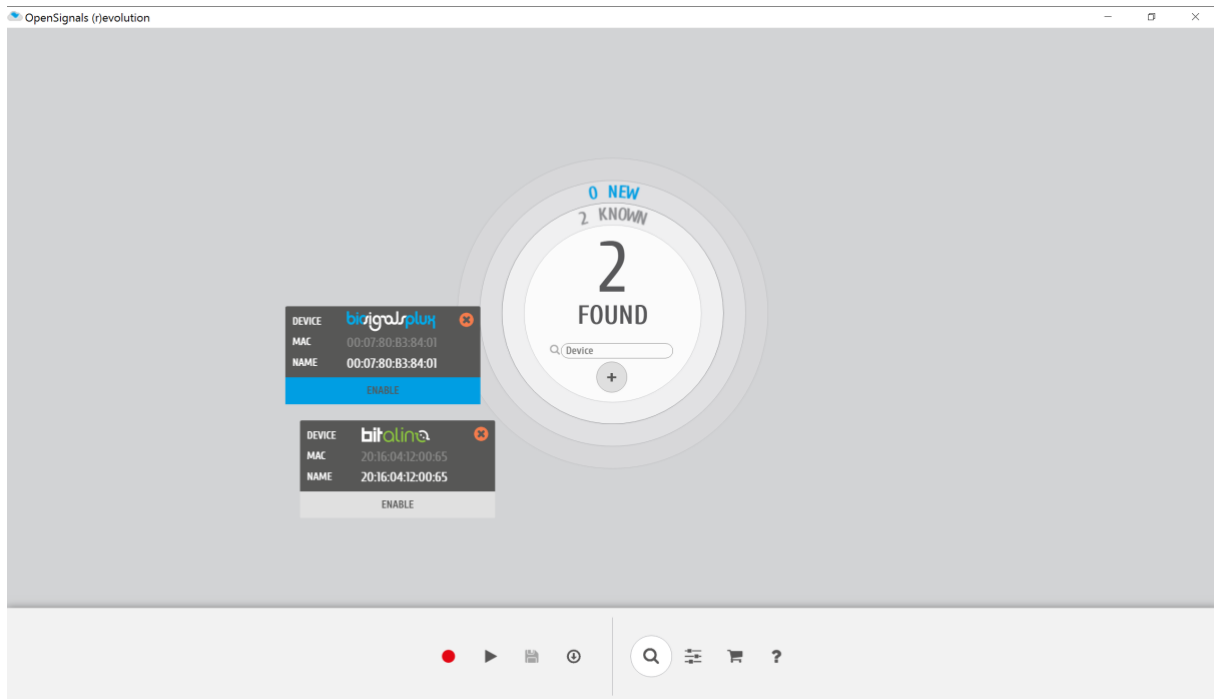 OpenSignals (r)evolution
0 NEW
2 KNOWN
2
FOUND
Device
+
DEVICE biosignalsplux
MAC 00:07:80:B3:84:01
NAME 00:07:80:B3:84:01
ENABLE
DEVICE bitalino
MAC 20:16:04:12:00:65
NAME 20:16:04:12:00:65
ENABLE
?